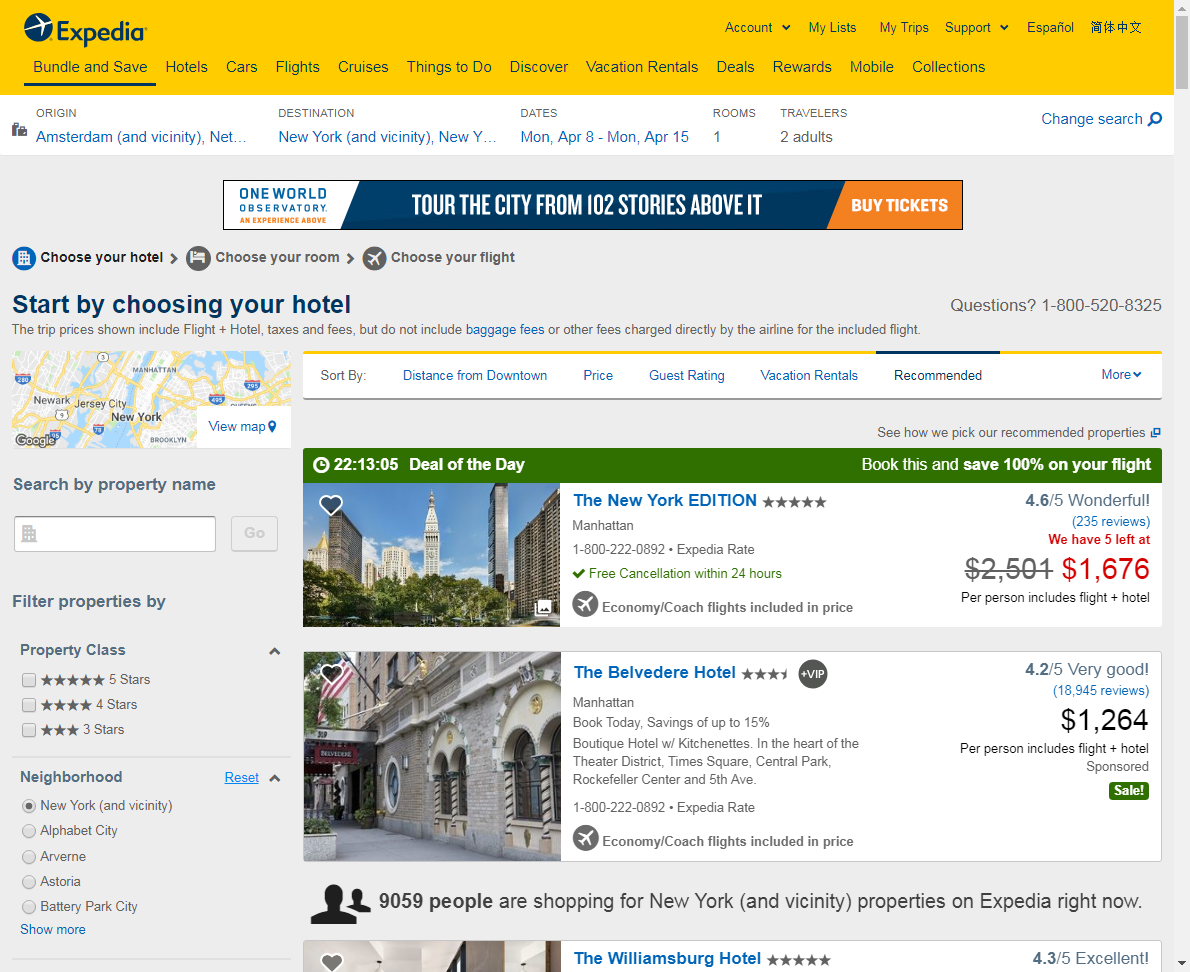 Expedia
Account
My Lists
My Trips
Support
Español
简体中文
Bundle and Save
Hotels
Cars
Flights
Cruises
Things to Do
Discover
Vacation Rentals
Deals
Rewards
Mobile
Collections
ORIGIN
Amsterdam (and vicinity), Net...
DESTINATION
New York (and vicinity), New Y...
DATES
Mon, Apr 8 - Mon, Apr 15
ROOMS
1
TRAVELERS
2 adults
Change search
ONE WORLD
OBSERVATORY.
AN EXPERIENCE ABOVE
TOUR THE CITY FROM 102 STORIES ABOVE IT
BUY TICKETS
Choose your hotel
Choose your room
Choose your flight
Start by choosing your hotel
Questions? 1-800-520-8325
The trip prices shown include Flight + Hotel, taxes and fees, but do not include baggage fees or other fees charged directly by the airline for the included flight.
MANHATTAN
Newark
Jersey City
New York
BROOKLYN
QUEENS
280
3
295
495
9
78
95
Google
View map
Sort By:
Distance from Downtown
Price
Guest Rating
Vacation Rentals
Recommended
More
See how we pick our recommended properties
Search by property name
Go
Filter properties by
Property Class
5 Stars
4 Stars
3 Stars
Neighborhood
Reset
New York (and vicinity)
Alphabet City
Arverne
Astoria
Battery Park City
Show more
22:13:05 Deal of the Day
Book this and save 100% on your flight
The New York EDITION
Manhattan
1-800-222-0892 • Expedia Rate
Free Cancellation within 24 hours
Economy/Coach flights included in price
4.6/5 Wonderful!
(235 reviews)
We have 5 left at
$2,501 $1,676
Per person includes flight + hotel
319
BELVEDERE
The Belvedere Hotel
+VIP
Manhattan
Book Today, Savings of up to 15%
Boutique Hotel w/ Kitchenettes. In the heart of the
Theater District, Times Square, Central Park,
Rockefeller Center and 5th Ave.
1-800-222-0892 • Expedia Rate
Economy/Coach flights included in price
4.2/5 Very good!
(18,945 reviews)
$1,264
Per person includes flight + hotel
Sponsored
Sale!
9059 people are shopping for New York (and vicinity) properties on Expedia right now.
The Williamsburg Hotel
4.3/5 Excellent!